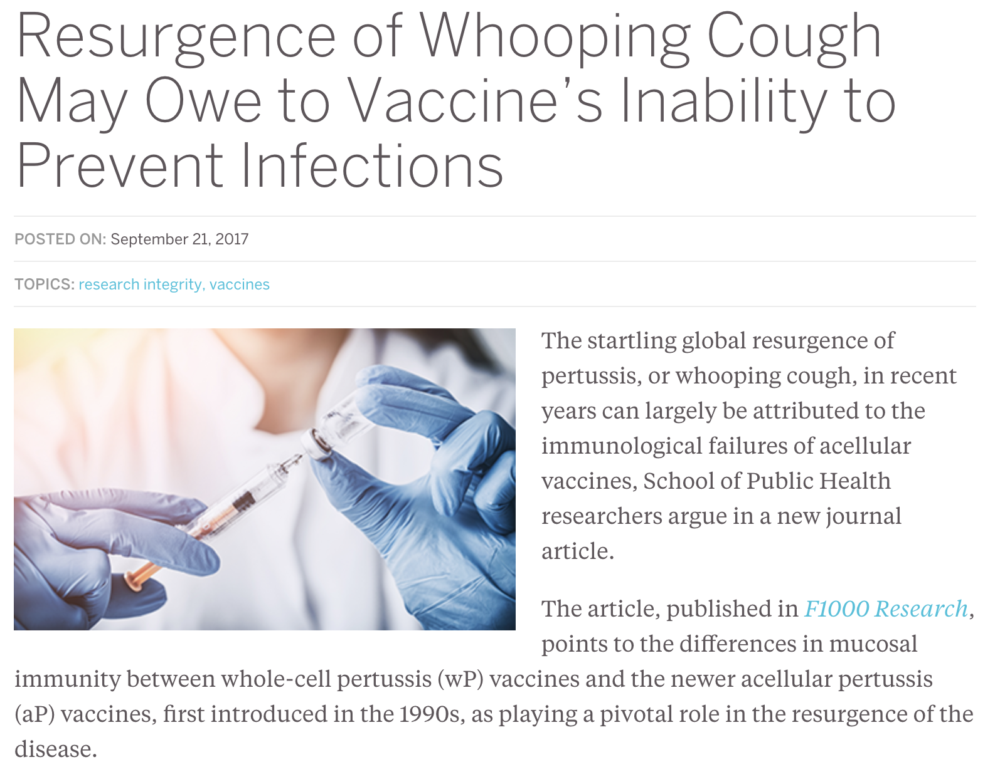 Resurgence of Whooping Cough
May Owe to Vaccine’s Inability to
Prevent Infections
POSTED ON: September 21, 2017
TOPICS: research integrity, vaccines
The startling global resurgence of
pertussis, or whooping cough, in recent
years can largely be attributed to the
immunological failures of acellular
vaccines, School of Public Health
researchers argue in a new journal
article.
The article, published in F1000 Research,
points to the differences in mucosal
immunity between whole-cell pertussis (wP) vaccines and the newer acellular pertussis
(aP) vaccines, first introduced in the 1990s, as playing a pivotal role in the resurgence of the
disease.